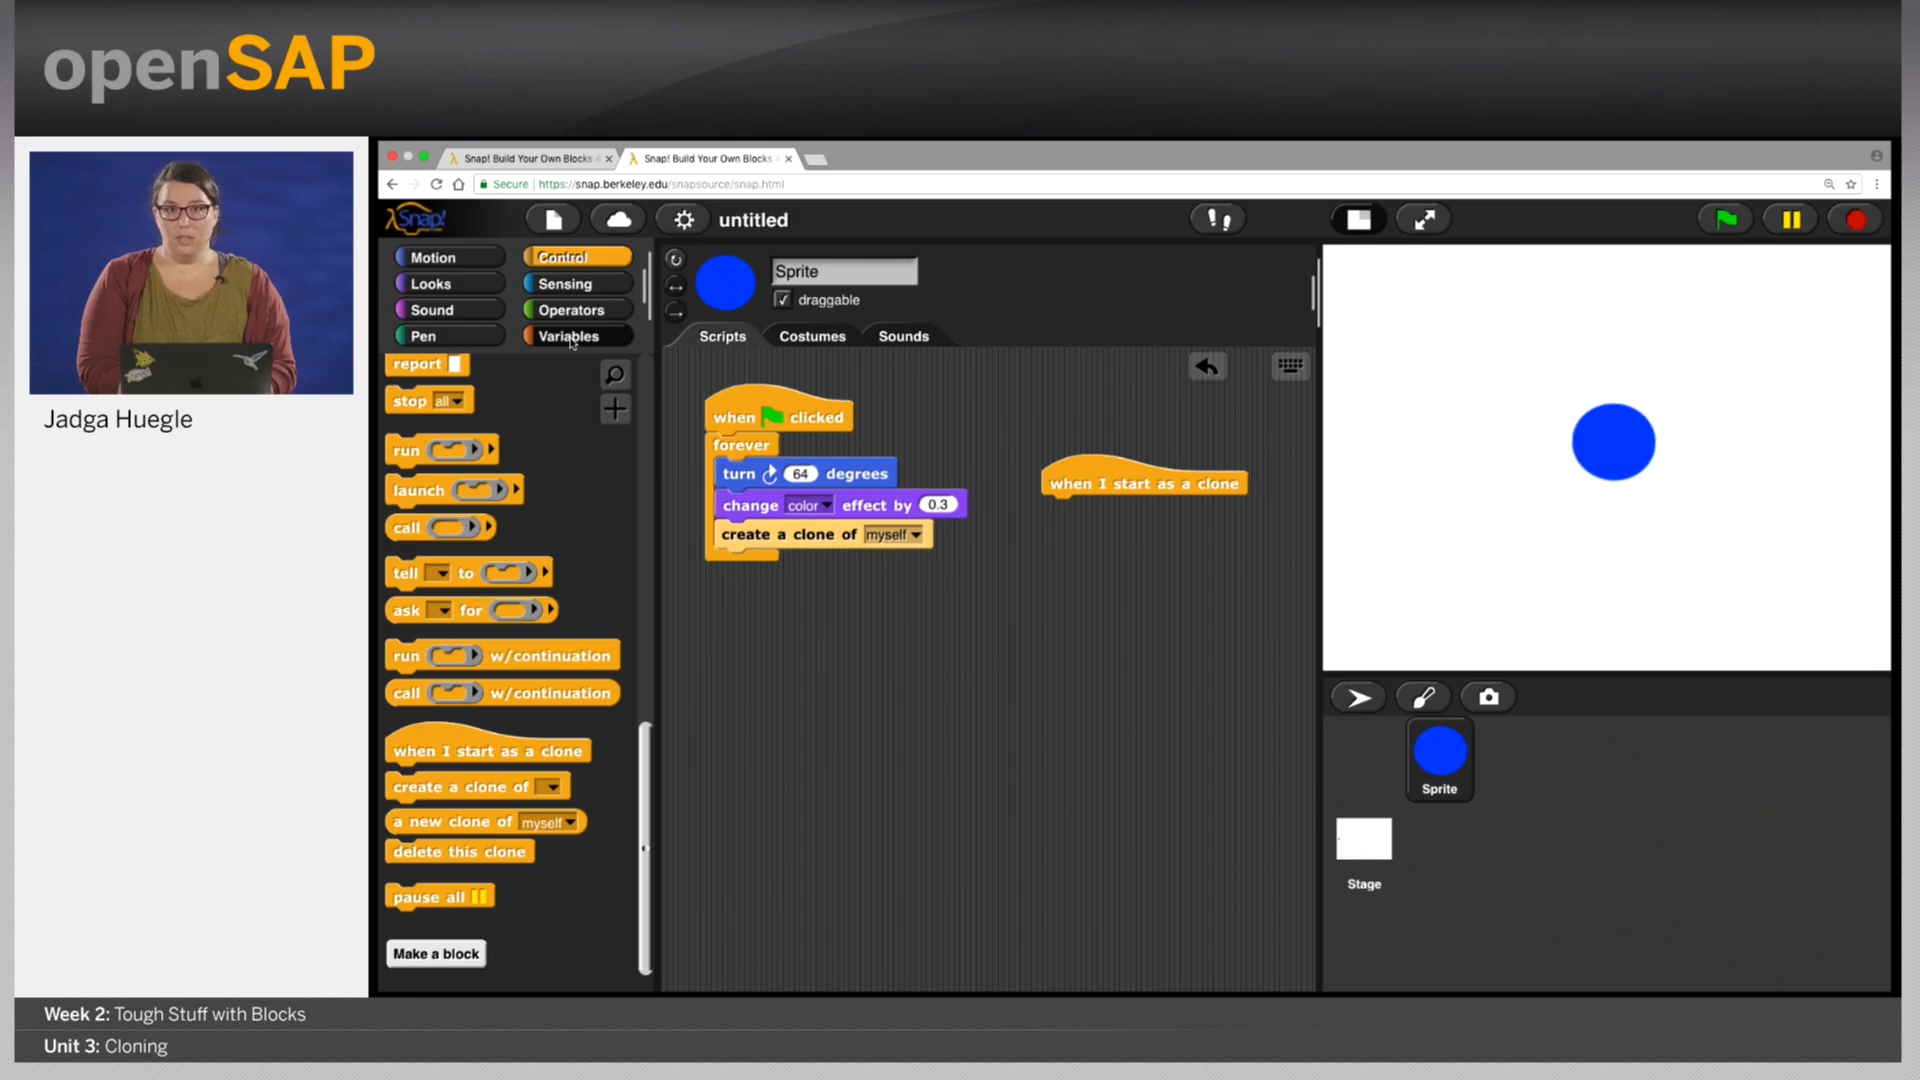 openSAP
Jadga Huegle
Snap! Build Your Own Blocks
Snap! Build Your Own Blocks
Secure https://snap.berkeley.edu/snapsource/snap.html
Snap!
untitled
Motion
Control
Looks
Sensing
Sound
Operators
Pen
Variables
Sprite
draggable
Scripts
Costumes
Sounds
report
stop all
run
launch
call
tell to
ask for
run w/continuation
call w/continuation
when I start as a clone
create a clone of
a new clone of myself
delete this clone
pause all
Make a block
when clicked
forever
turn 64 degrees
change color effect by 0.3
create a clone of myself
when I start as a clone
Sprite
Stage
Week 2: Tough Stuff with Blocks
Unit 3: Cloning